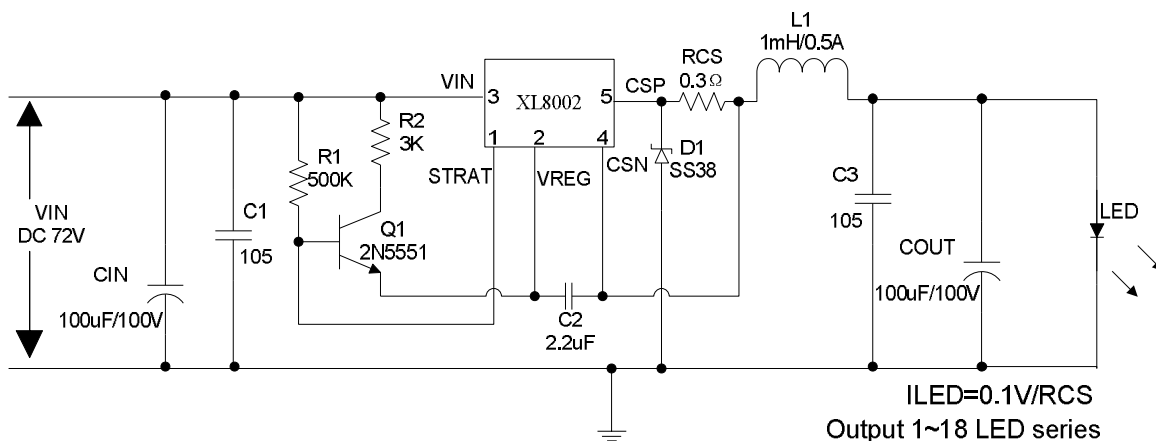 L1
1mH/0.5A
RCS
0.3Ω
VIN
CSP
3
XL8002
5
1
2
4
R2
3K
D1
SS38
R1
500K
STRAT
VREG
CSN
C3
105
LED
VIN
DC 72V
C1
105
Q1
2N5551
CIN
100uF/100V
COUT
100uF/100V
C2
2.2uF
ILED=0.1V/RCS
Output 1~18 LED series